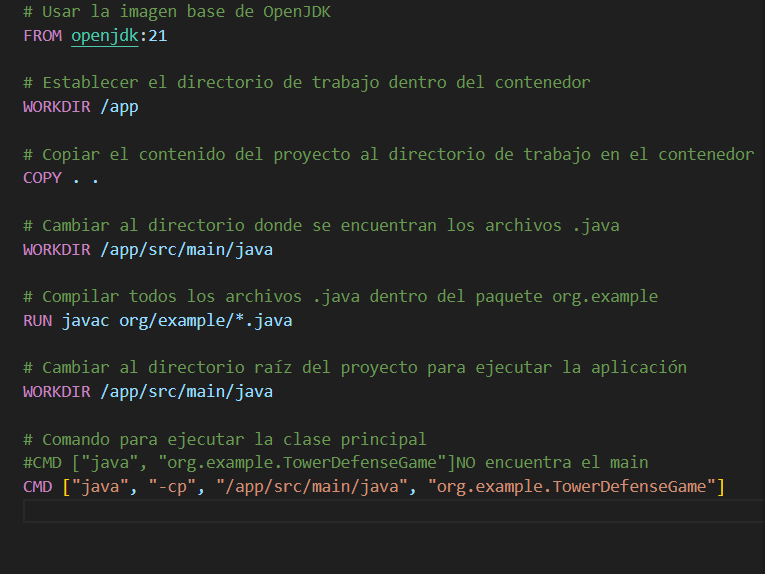 # Usar la imagen base de OpenJDK
FROM openjdk:21
# Establecer el directorio de trabajo dentro del contenedor
WORKDIR /app
# Copiar el contenido del proyecto al directorio de trabajo en el contenedor
COPY . .
# Cambiar al directorio donde se encuentran los archivos .java
WORKDIR /app/src/main/java
# Compilar todos los archivos .java dentro del paquete org.example
RUN javac org/example/*.java
# Cambiar al directorio raíz del proyecto para ejecutar la aplicación
WORKDIR /app/src/main/java
# Comando para ejecutar la clase principal
#CMD ["java", "org.example.TowerDefenseGame"]NO encuentra el main
CMD ["java", "-cp", "/app/src/main/java", "org.example.TowerDefenseGame"]